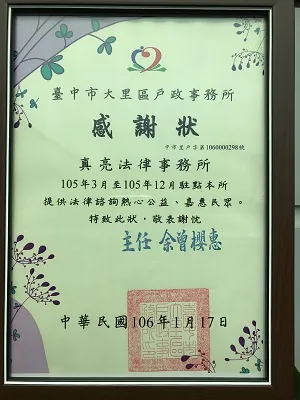 臺中市大里區戶政事務所
感謝狀
中市里戶字第1060000298號
真亮法律事務所
105年3月至105年12月駐點本所
提供法律諮詢熱心公益、嘉惠民眾。
特致此狀，敬表謝忱
主任 余曾櫻惠
中華民國106年1月17日